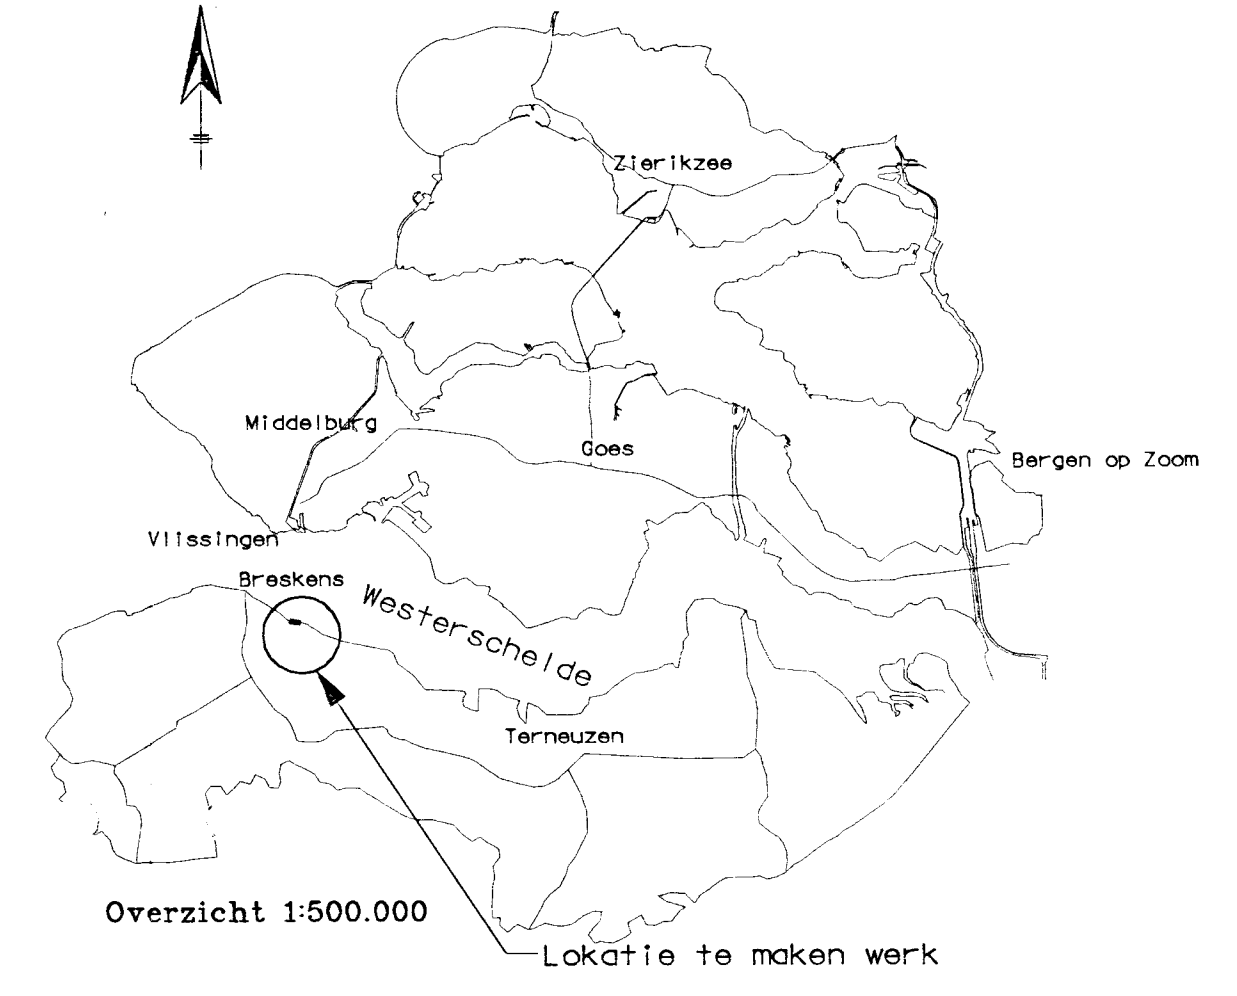 Zierikzee
Middelburg
Goes
Bergen op Zoom
Vlissingen
Breskens
Westerschelde
Terneuzen
Overzicht 1:500.000
Lokatie te maken werk